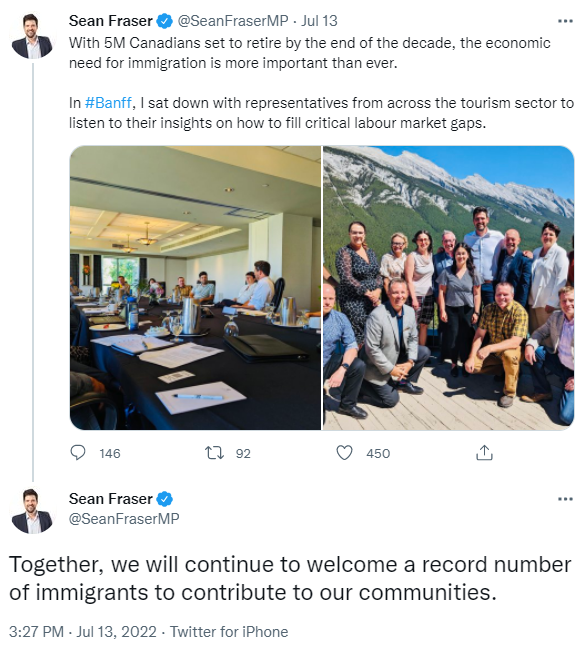 Sean Fraser @SeanFraserMP · Jul 13
With 5M Canadians set to retire by the end of the decade, the economic
need for immigration is more important than ever.
In #Banff, I sat down with representatives from across the tourism sector to
listen to their insights on how to fill critical labour market gaps.
146 92 450
Sean Fraser
@SeanFraserMP
Together, we will continue to welcome a record number
of immigrants to contribute to our communities.
3:27 PM · Jul 13, 2022 · Twitter for iPhone